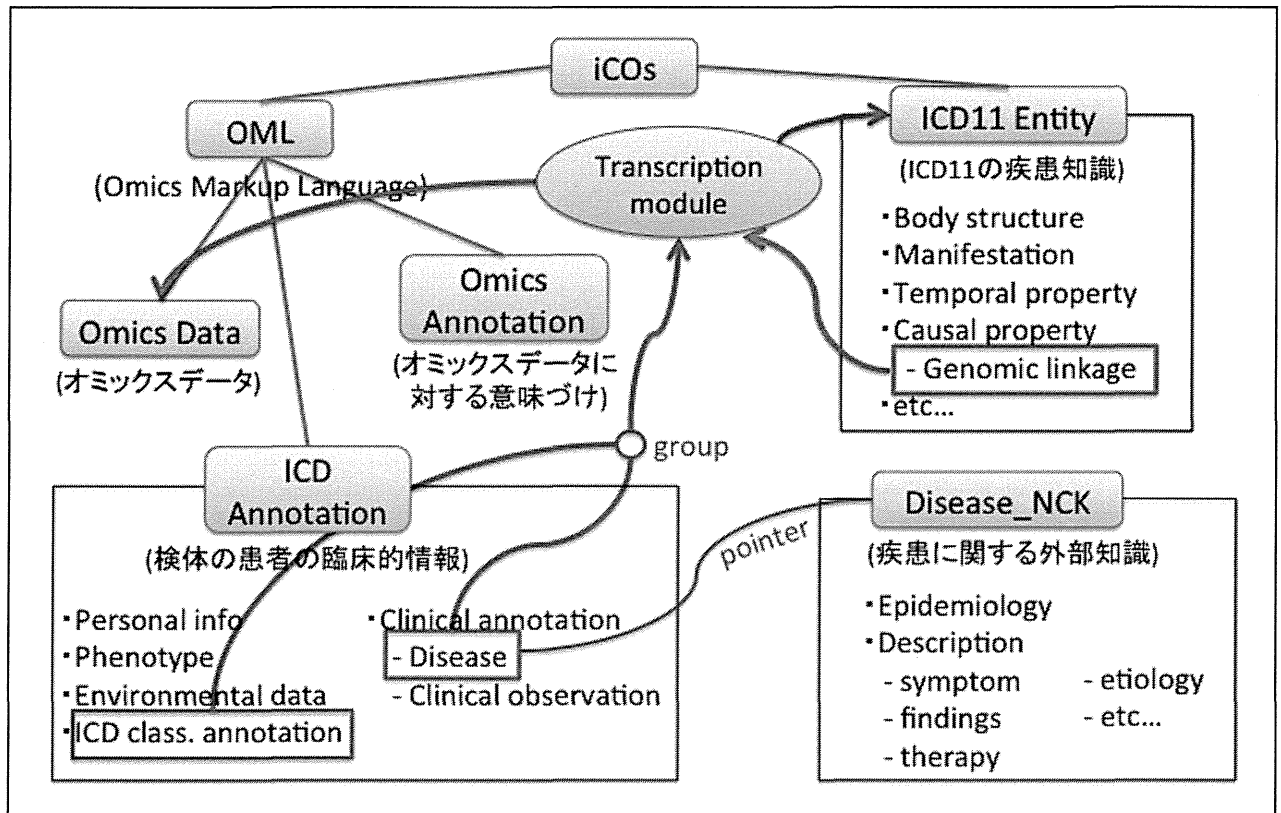 iCOs
OML
(Omics Markup Language)
Transcription
module
ICD11 Entity
(ICD11の疾患知識)
・Body structure
・Manifestation
・Temporal property
・Causal property
- Genomic linkage
・etc...
Omics Data
(オミックスデータ)
Omics
Annotation
(オミックスデータに
対する意味づけ)
group
ICD
Annotation
(検体の患者の臨床的情報)
・Personal info
・Phenotype
・Environmental data
・ICD class. annotation
・Clinical annotation
- Disease
- Clinical observation
pointer
Disease_NCK
(疾患に関する外部知識)
・Epidemiology
・Description
- symptom
- findings
- therapy
- etiology
- etc...